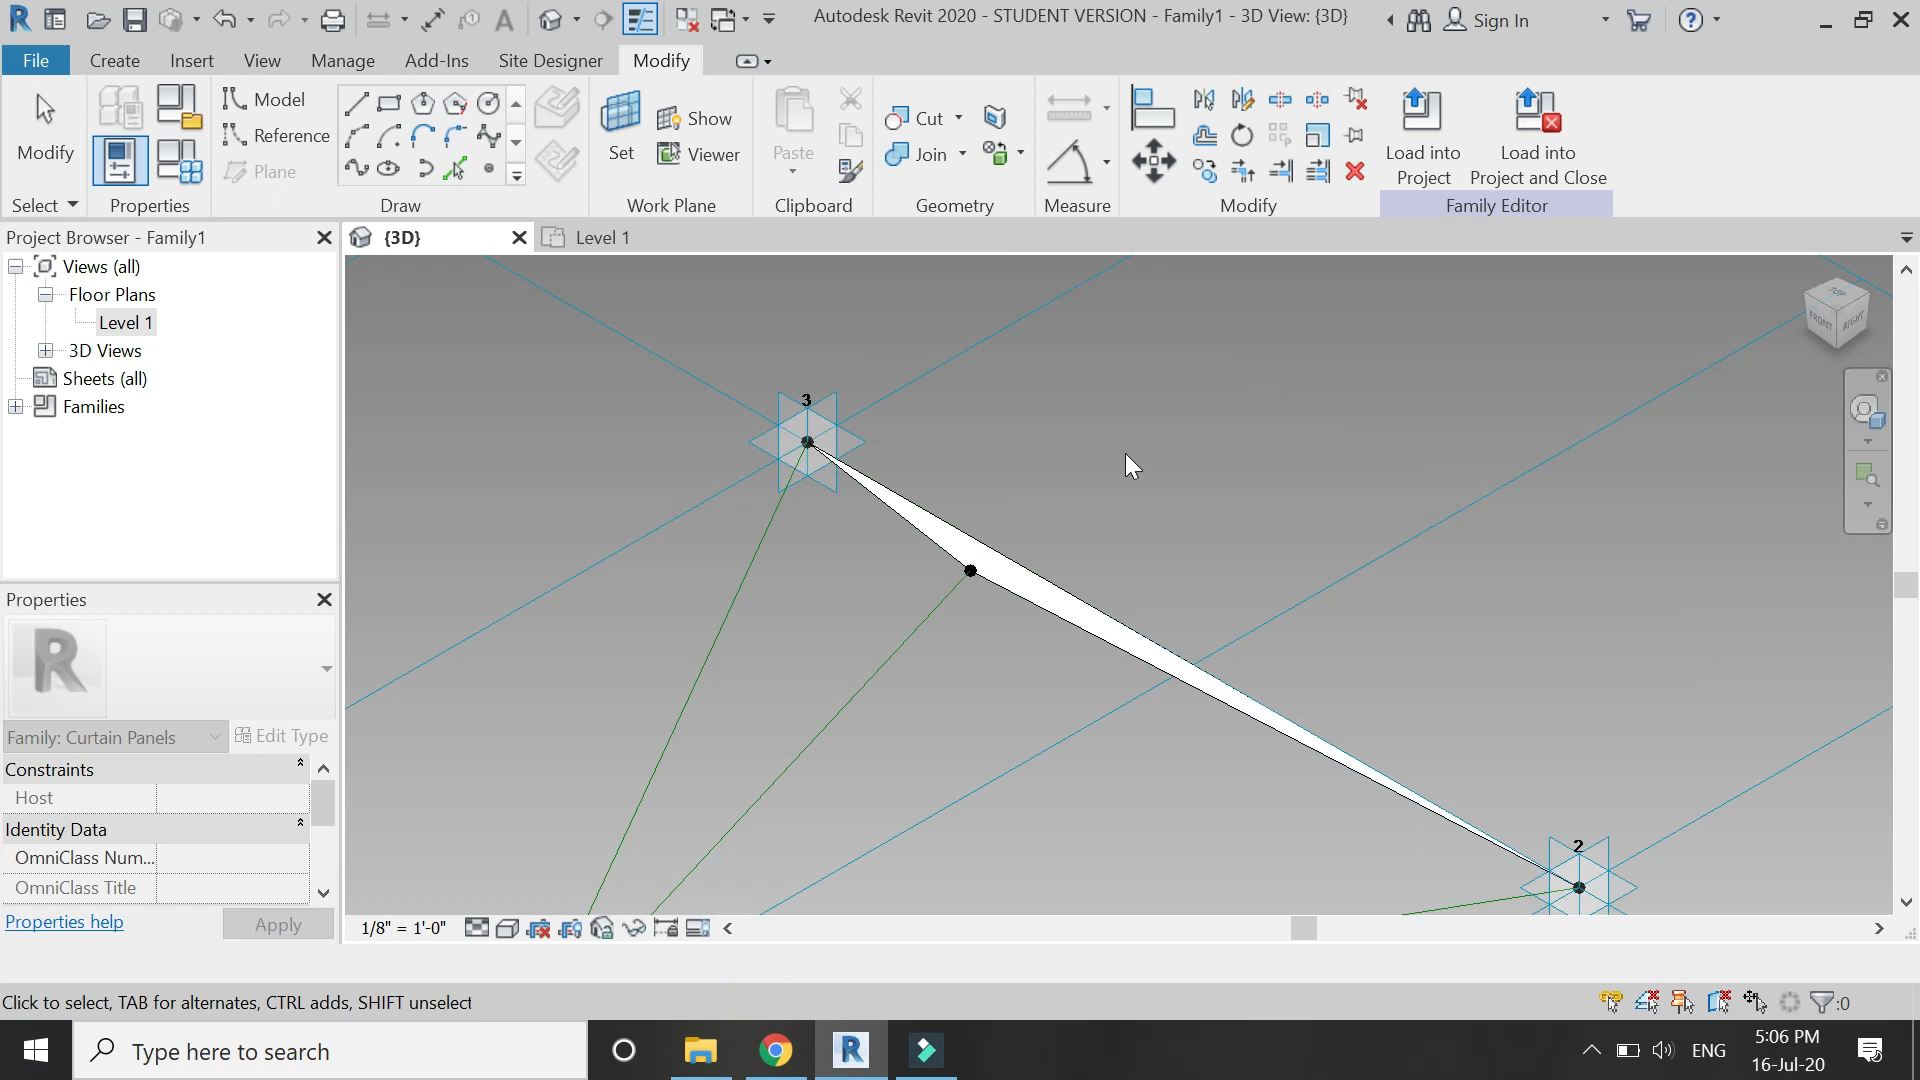 Autodesk Revit 2020 - STUDENT VERSION - Family1 - 3D View: {3D}
Sign In
File
Create
Insert
View
Manage
Add-Ins
Site Designer
Modify
Modify
Select
Properties
Model
Reference
Plane
Draw
Set
Show
Viewer
Work Plane
Paste
Clipboard
Cut
Join
Geometry
Measure
Modify
Load into
Project
Load into
Project and Close
Family Editor
Project Browser - Family1
Views (all)
Floor Plans
Level 1
3D Views
Sheets (all)
Families
{3D}
Level 1
TOP
FRONT
RIGHT
3
2
Properties
R
Family: Curtain Panels
Edit Type
Constraints
Host
Identity Data
OmniClass Num...
OmniClass Title
Properties help
Apply
1/8" = 1'-0"
Click to select, TAB for alternates, CTRL adds, SHIFT unselect
:0
Type here to search
ENG
5:06 PM
16-Jul-20